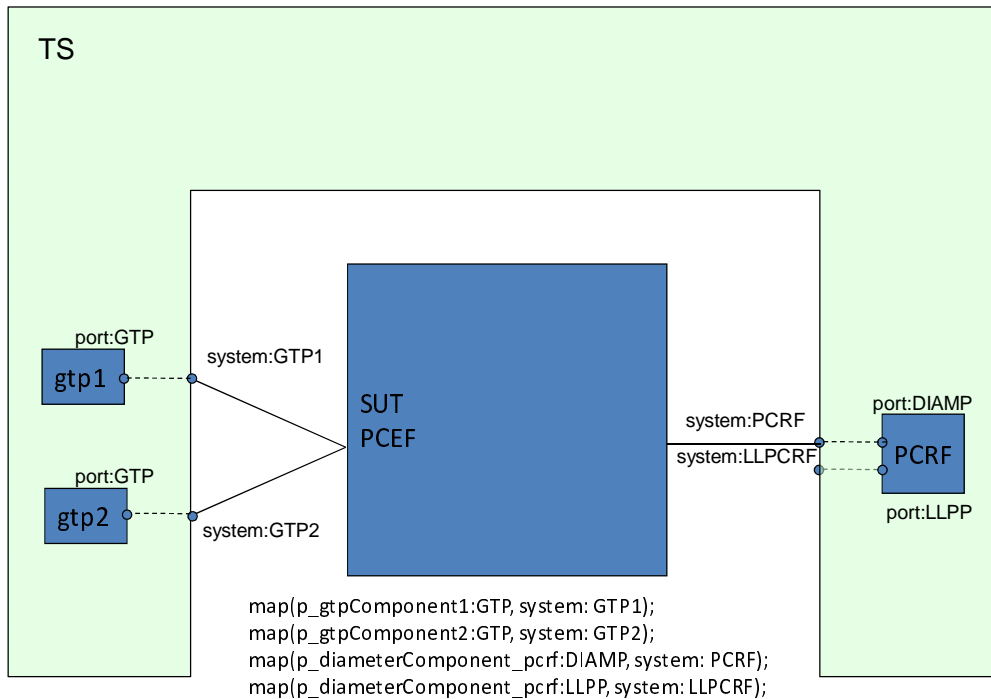 TS
port:GTP
gtp1
system:GTP1
port:GTP
gtp2
system:GTP2
SUT
PCEF
system:PCRF
system:LLPCRF
port:DIAMP
PCRF
port:LLPP
map(p_gtpComponent1:GTP, system: GTP1);
map(p_gtpComponent2:GTP, system: GTP2);
map(p_diameterComponent_pcrf:DIAMP, system: PCRF);
map(p_diameterComponent_pcrf:LLPP, system: LLPCRF);